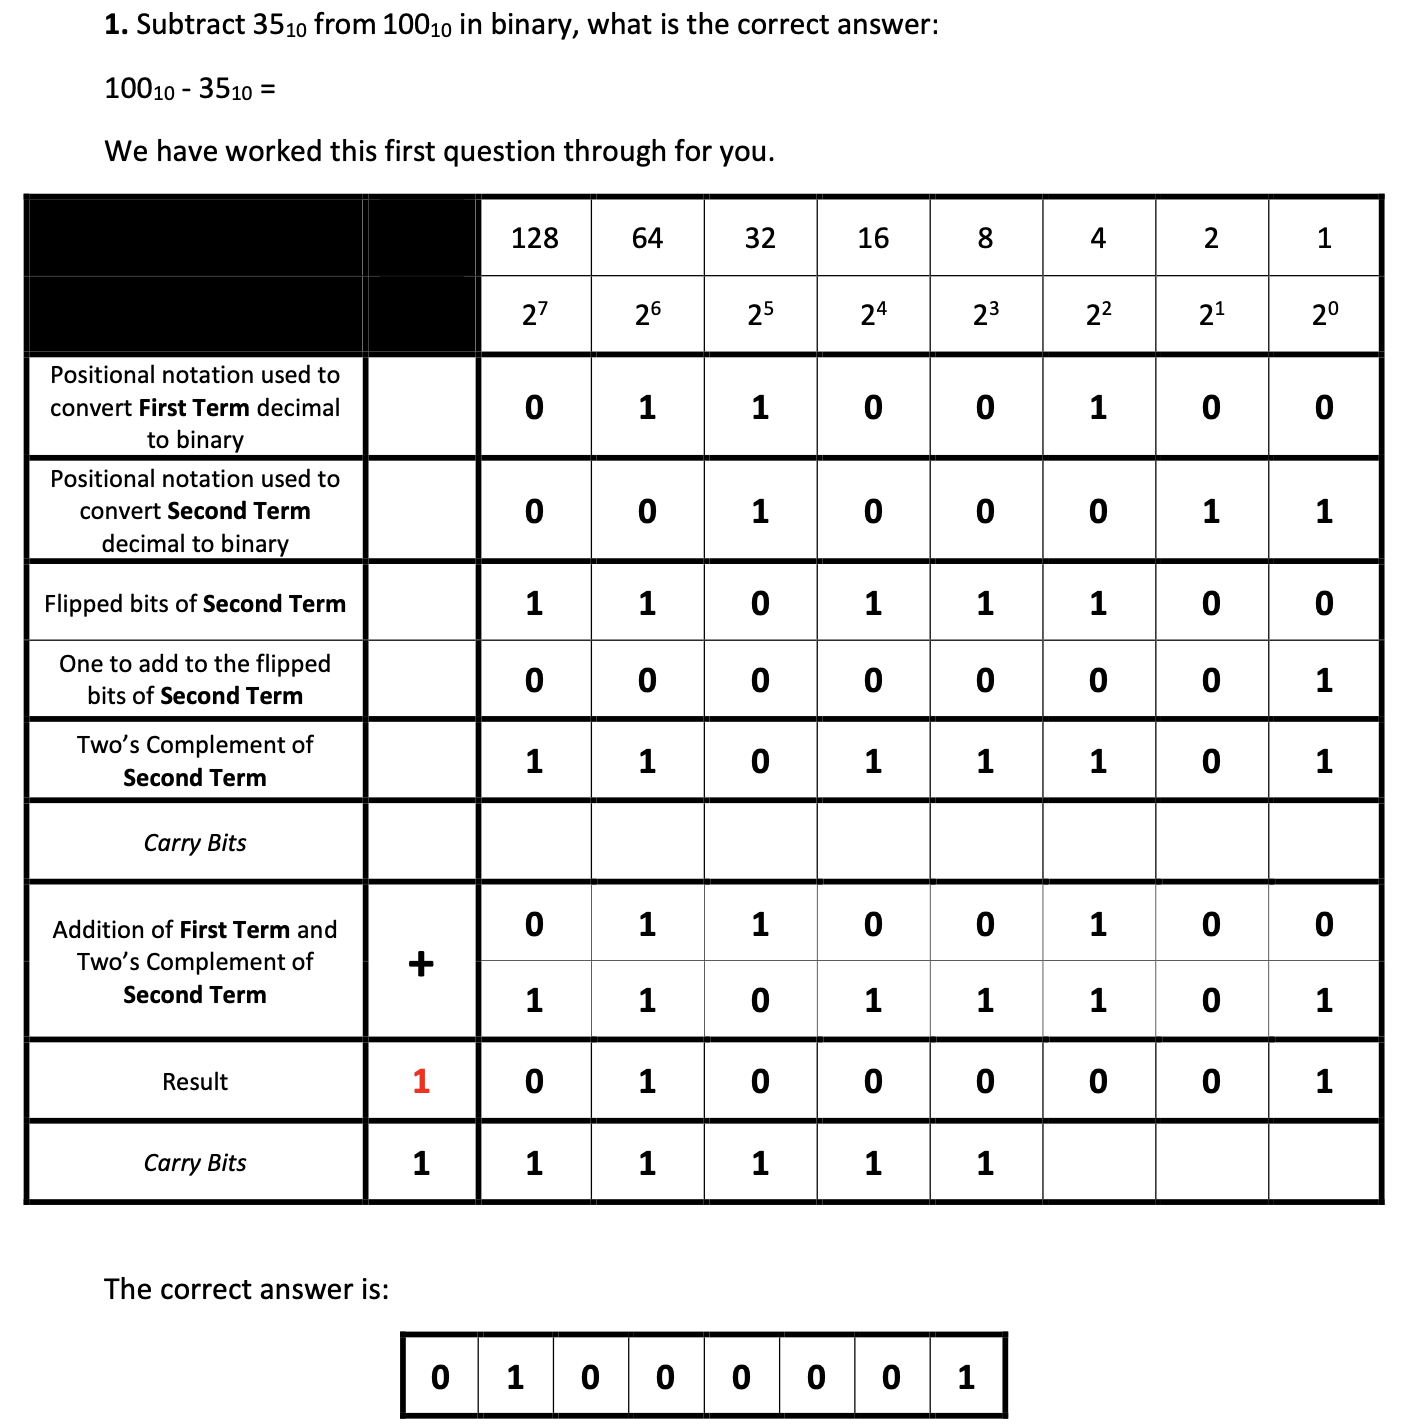 1. Subtract 35₁₀ from 100₁₀ in binary, what is the correct answer:
100₁₀ - 35₁₀ =
We have worked this first question through for you.
128 64 32 16 8 4 2 1
2⁷ 2⁶ 2⁵ 2⁴ 2³ 2² 2¹ 2⁰
Positional notation used to
convert First Term decimal
to binary
0 1 1 0 0 1 0 0
Positional notation used to
convert Second Term
decimal to binary
0 0 1 0 0 0 1 1
Flipped bits of Second Term
1 1 0 1 1 1 0 0
One to add to the flipped
bits of Second Term
0 0 0 0 0 0 0 1
Two’s Complement of
Second Term
1 1 0 1 1 1 0 1
Carry Bits
Addition of First Term and
Two’s Complement of
Second Term
+
0 1 1 0 0 1 0 0
1 1 0 1 1 1 0 1
Result 1 0 1 0 0 0 0 0 1
Carry Bits 1 1 1 1 1 1
The correct answer is:
0 1 0 0 0 0 0 1